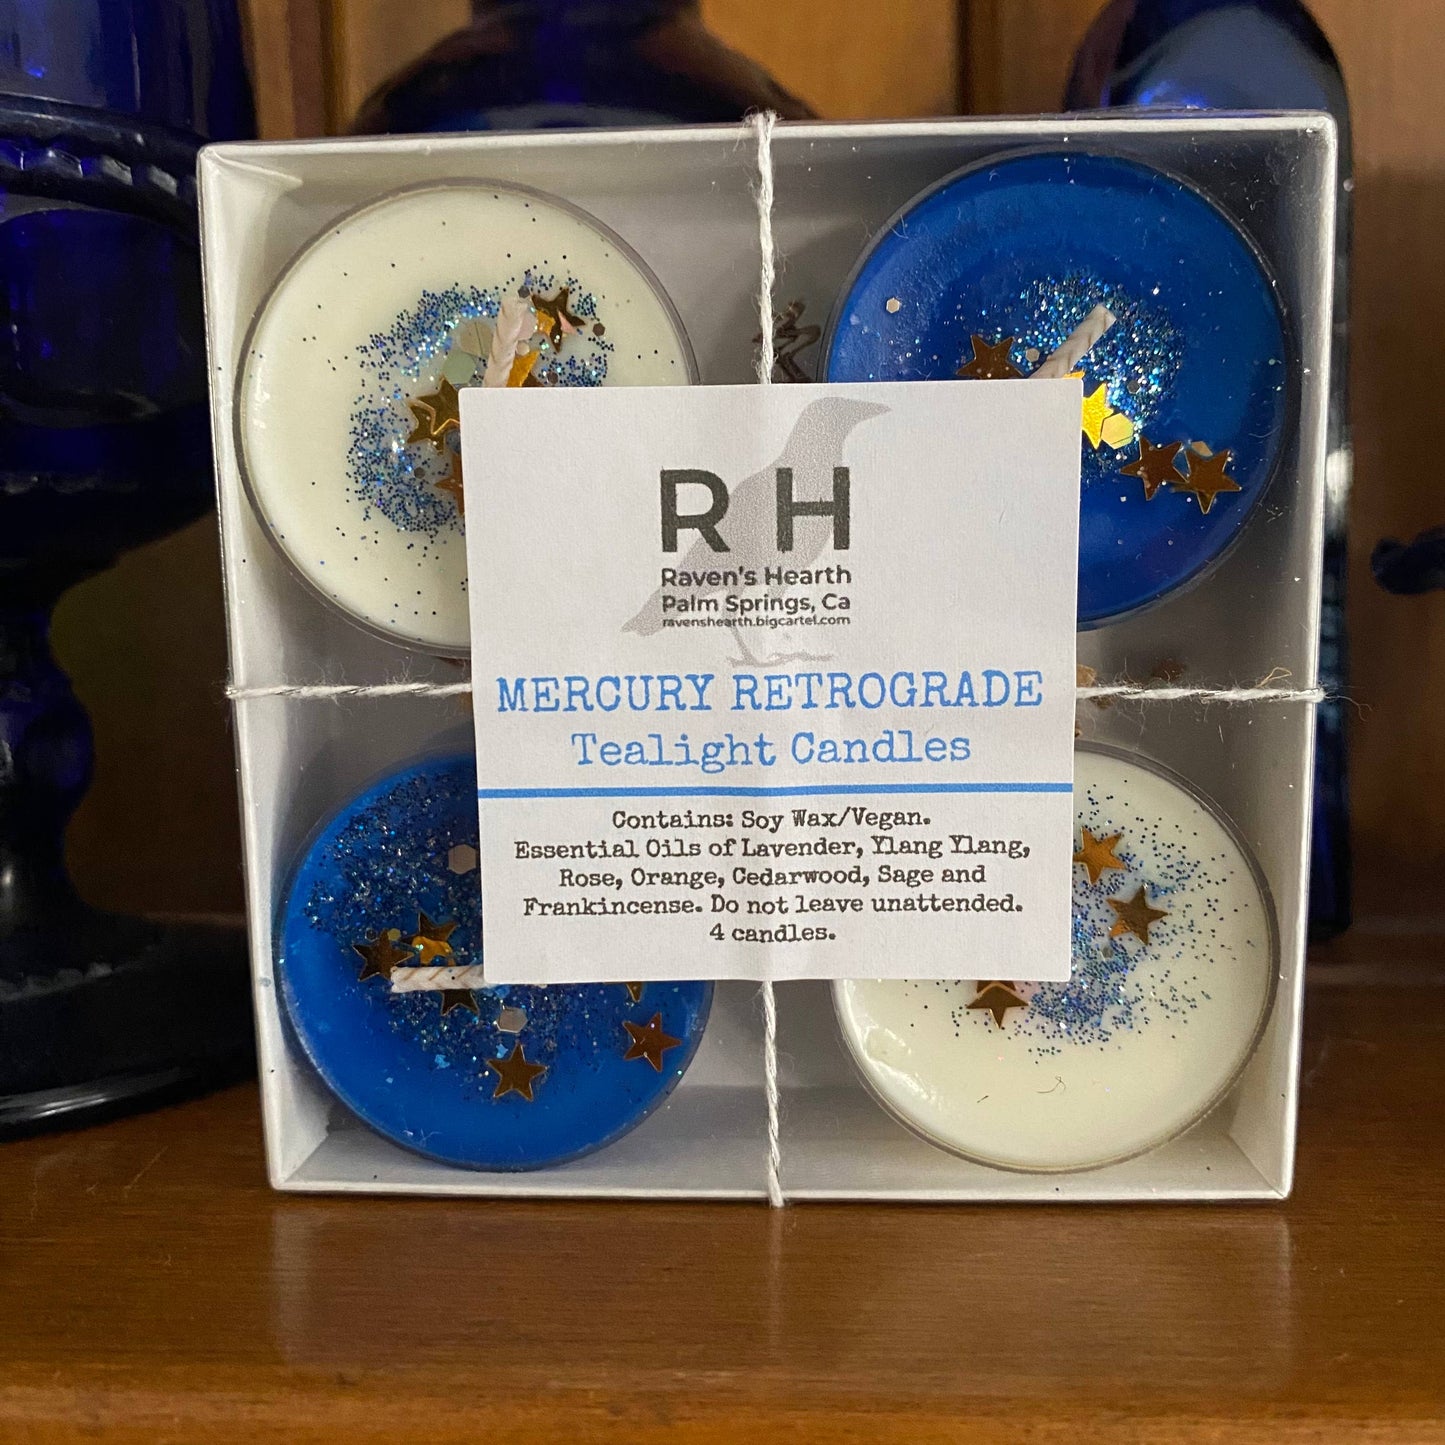 R H
Raven's Hearth
Palm Springs, Ca
ravenshearth.bigcartel.com
MERCURY RETROGRADE
Tealight Candles
Contains: Soy Wax/Vegan.
Essential Oils of Lavender, Ylang Ylang,
Rose, Orange, Cedarwood, Sage and
Frankincense. Do not leave unattended.
4 candles.